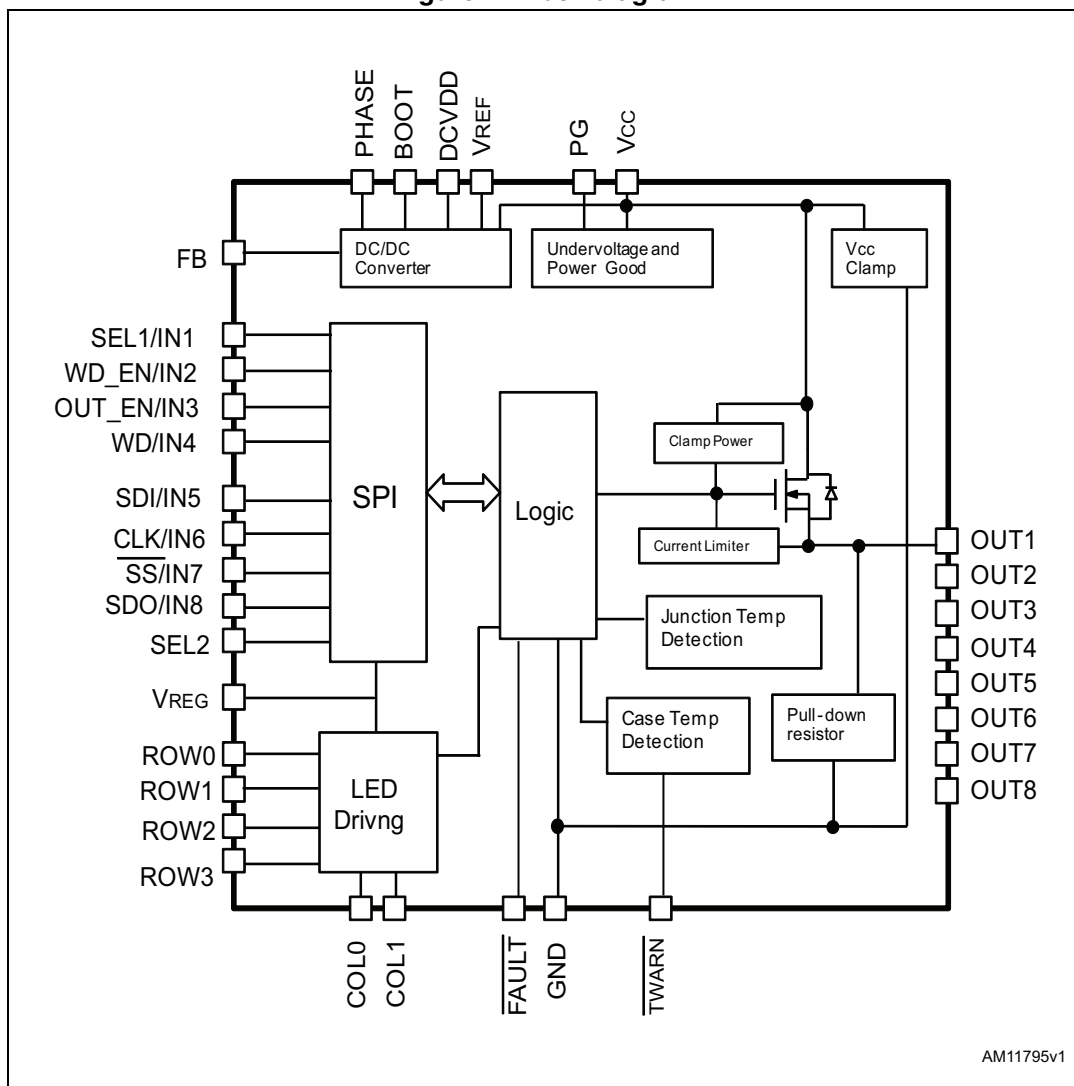 PHASE
BOOT
DCVDD
VREF
PG
VCC
FB
DC/DC
Converter
Undervoltage and
Power Good
Vcc
Clamp
SEL1/IN1
WD_EN/IN2
OUT_EN/IN3
WD/IN4
SDI/IN5
CLK/IN6
SS/IN7
SDO/IN8
SEL2
VREG
ROW0
ROW1
ROW2
ROW3
SPI
Logic
Clamp Power
Current Limiter
Junction Temp
Detection
Case Temp
Detection
Pull-down
resistor
LED
Drivng
OUT1
OUT2
OUT3
OUT4
OUT5
OUT6
OUT7
OUT8
COL0
COL1
FAULT
GND
TWARN
AM11795v1